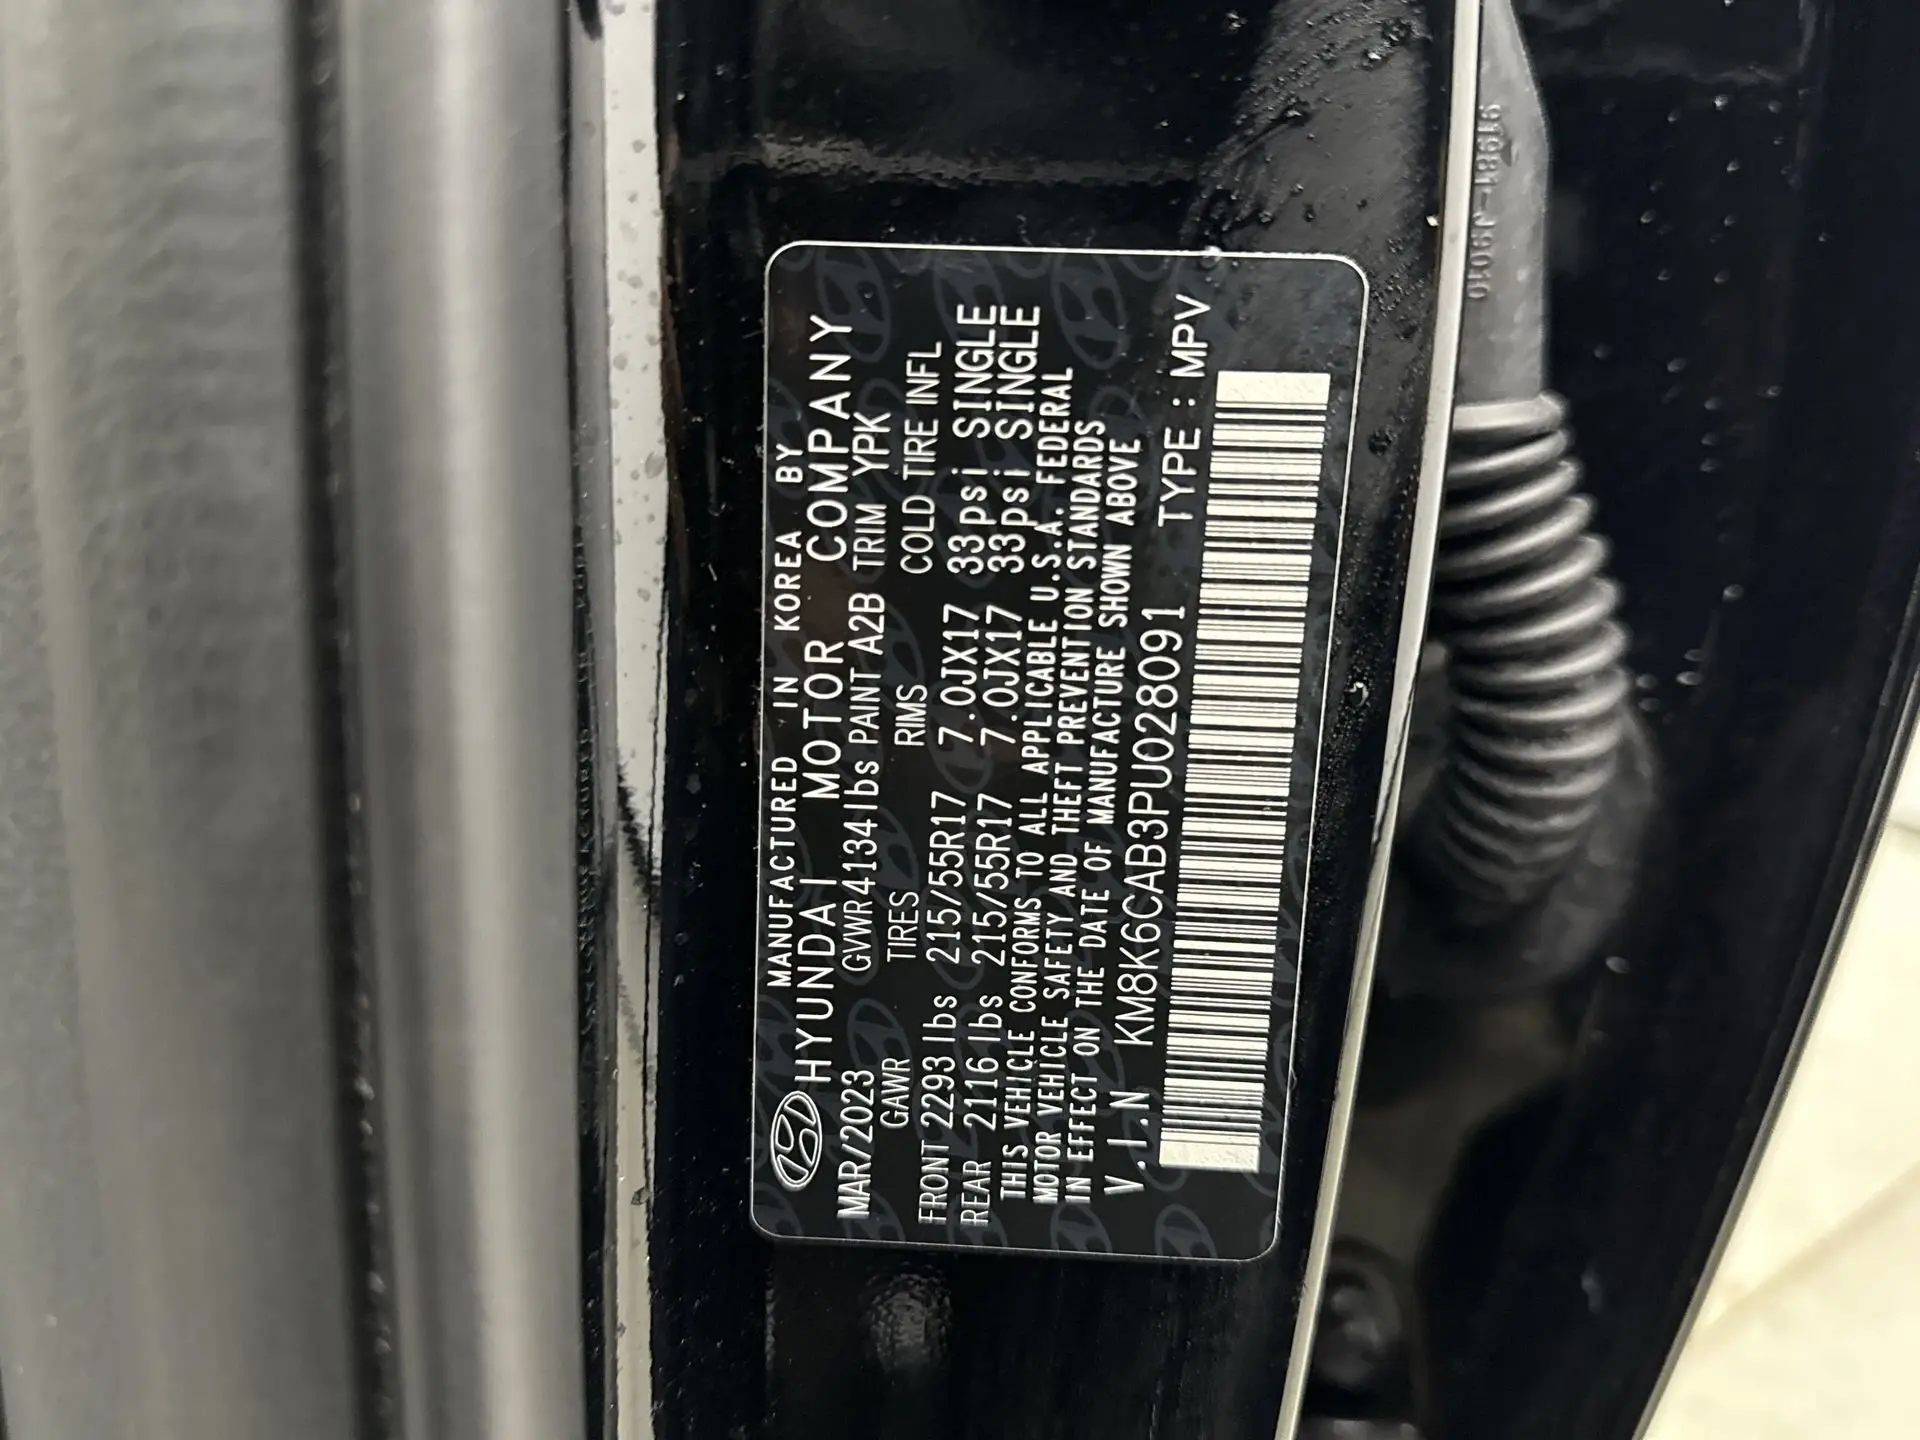 MANUFACTURED IN KOREA BY
HYUNDAI MOTOR COMPANY
MAR/2023 GVWR 4134 lbs PAINT A2B TRIM YPK
GAWR TIRES RIMS COLD TIRE INFL
FRONT 2293 lbs 215/55R17 7.0JX17 33psi SINGLE
REAR 2116 lbs 215/55R17 7.0JX17 33psi SINGLE
THIS VEHICLE CONFORMS TO ALL APPLICABLE U.S.A. FEDERAL
MOTOR VEHICLE SAFETY AND THEFT PREVENTION STANDARDS
IN EFFECT ON THE DATE OF MANUFACTURE SHOWN ABOVE
V.I.N KM8K6CAB3PU028091 TYPE : MPV
91981-J9010